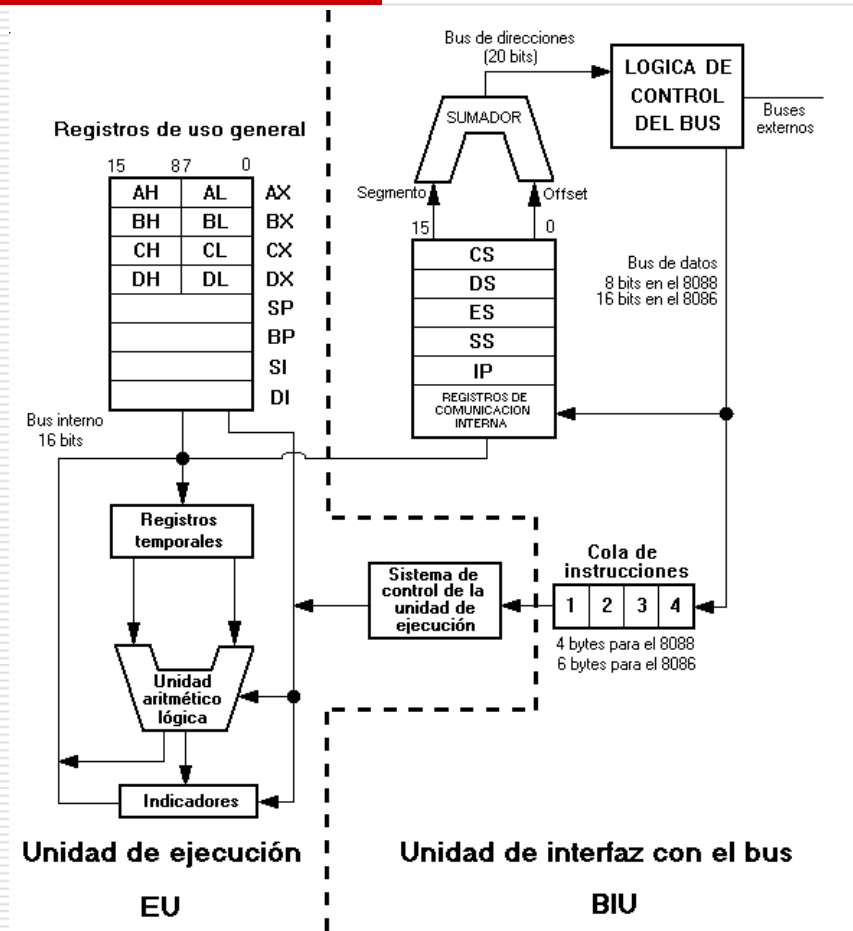 Bus de direcciones
(20 bits)
LOGICA DE
CONTROL
DEL BUS
Buses
externos
SUMADOR
Segmento
Offset
15
0
CS
DS
ES
SS
IP
REGISTROS DE
COMUNICACION
INTERNA
Bus de datos
8 bits en el 8088
16 bits en el 8086
Registros de uso general
15 87 0
AH AL AX
BH BL BX
CH CL CX
DH DL DX
SP
BP
SI
DI
Bus interno
16 bits
Registros
temporales
Unidad
aritmético
lógica
Indicadores
Sistema de
control de la
unidad de
ejecución
Cola de
instrucciones
1 2 3 4
4 bytes para el 8088
6 bytes para el 8086
Unidad de ejecución
EU
Unidad de interfaz con el bus
BIU